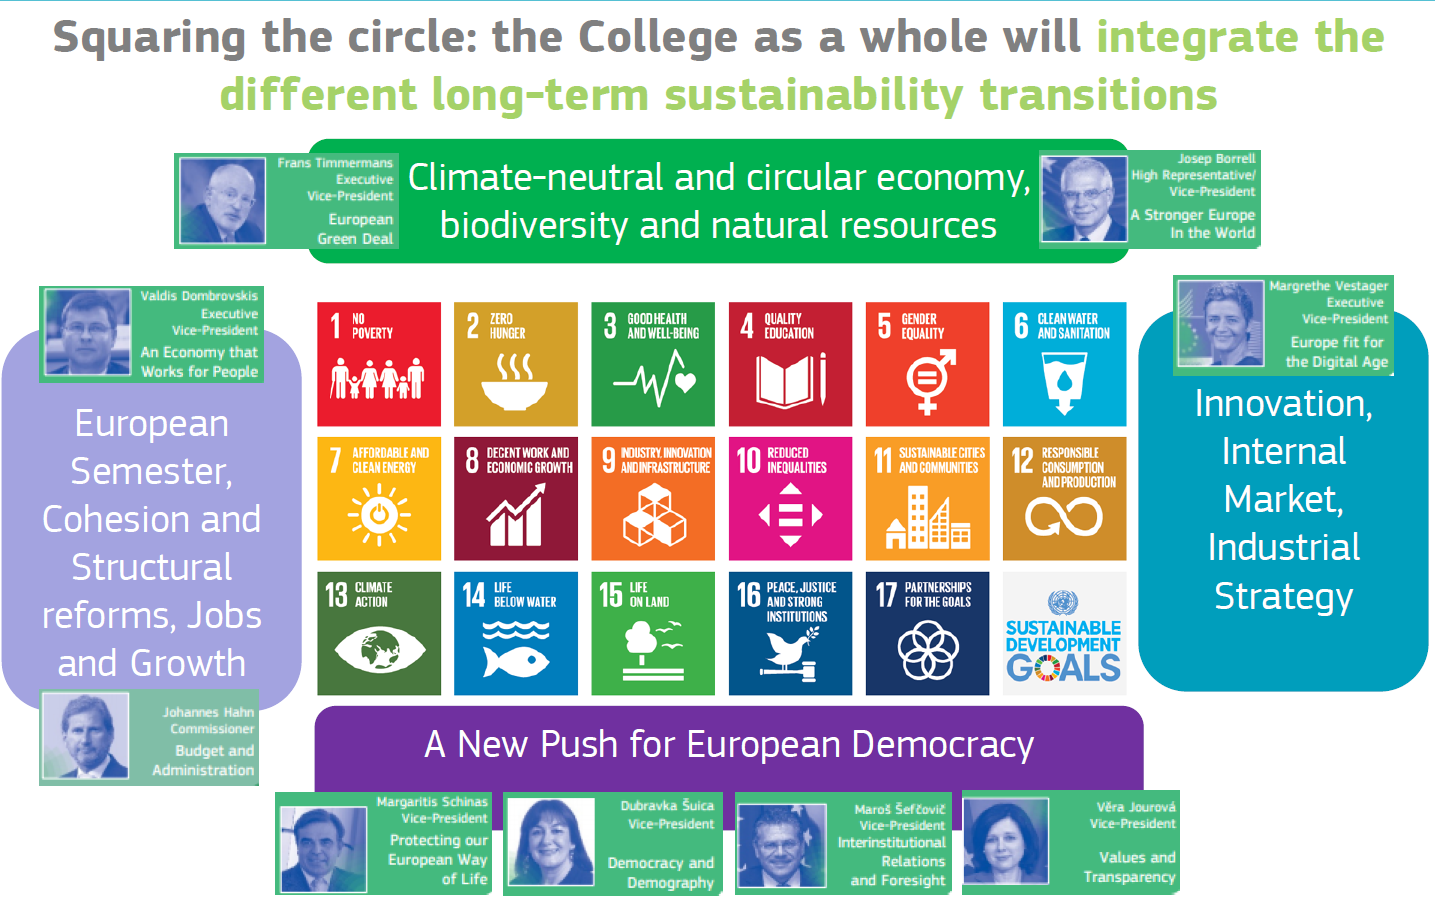 Squaring the circle: the College as a whole will integrate the
different long-term sustainability transitions
Frans Timmermans
Executive
Vice-President
European
Green Deal
Climate-neutral and circular economy,
biodiversity and natural resources
Josep Borrell
High Representative/
Vice-President
A Stronger Europe
In the World
Valdis Dombrovskis
Executive
Vice-President
An Economy that
Works for People
European
Semester,
Cohesion and
Structural
reforms, Jobs
and Growth
Johannes Hahn
Commissioner
Budget and
Administration
1 NO
POVERTY
2 ZERO
HUNGER
3 GOOD HEALTH
AND WELL-BEING
4 QUALITY
EDUCATION
5 GENDER
EQUALITY
6 CLEAN WATER
AND SANITATION
7 AFFORDABLE AND
CLEAN ENERGY
8 DECENT WORK AND
ECONOMIC GROWTH
9 INDUSTRY, INNOVATION
AND INFRASTRUCTURE
10 REDUCED
INEQUALITIES
11 SUSTAINABLE CITIES
AND COMMUNITIES
12 RESPONSIBLE
CONSUMPTION
AND PRODUCTION
13 CLIMATE
ACTION
14 LIFE
BELOW WATER
15 LIFE
ON LAND
16 PEACE, JUSTICE
AND STRONG
INSTITUTIONS
17 PARTNERSHIPS
FOR THE GOALS
SUSTAINABLE
DEVELOPMENT
GOALS
Margrethe Vestager
Executive
Vice-President
Europe fit for
the Digital Age
Innovation,
Internal
Market,
Industrial
Strategy
A New Push for European Democracy
Margaritis Schinas
Vice-President
Protecting our
European Way
of Life
Dubravka Šuica
Vice-President
Democracy and
Demography
Maroš Šefčovič
Vice-President
Interinstitutional
Relations
and Foresight
Věra Jourová
Vice-President
Values and
Transparency